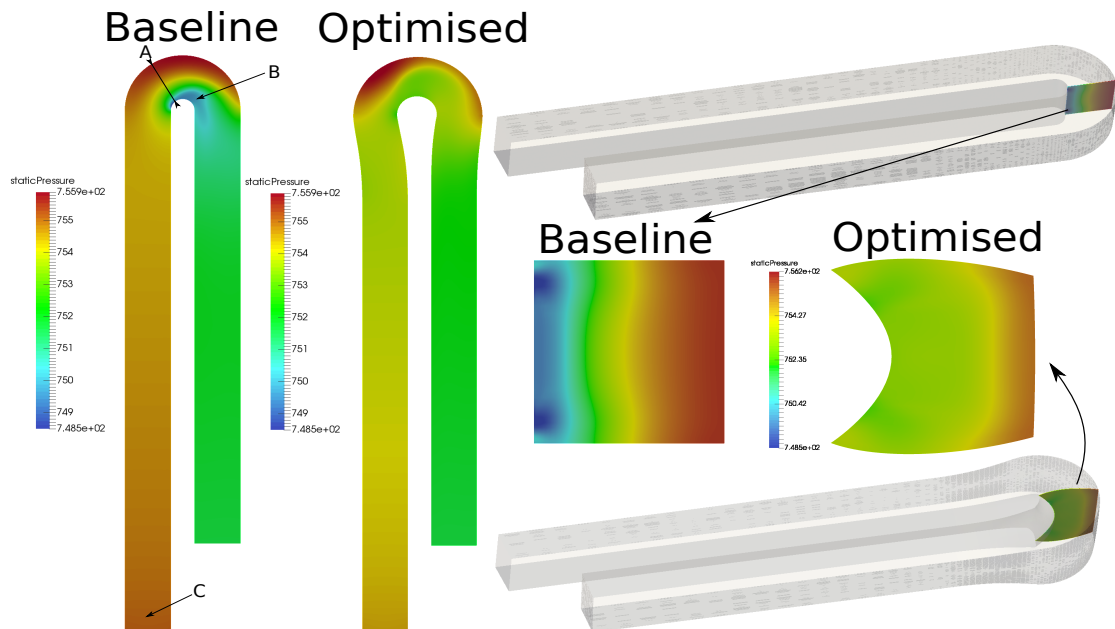 Baseline
Optimised
A
B
staticPressure
7.559e+02
755
754
753
752
751
750
749
7.485e+02
staticPressure
7.559e+02
755
754
753
752
751
750
749
7.485e+02
C
Baseline
Optimised
staticPressure
7.562e+02
754.27
752.35
750.42
7.485e+02